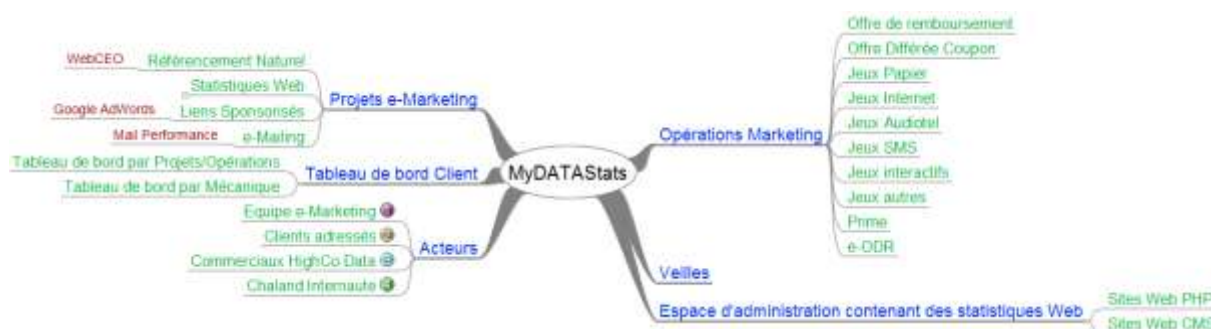 WebCEO
Référencement Naturel
Statistiques Web
Google AdWords
Liens Sponsorisés
Mail Performance
e-Mailing
Projets e-Marketing
Tableau de bord par Projets/Opérations
Tableau de bord par Mécanique
Tableau de bord Client
Equipe e-Marketing
Clients adressés
Commerciaux HighCo Data
Chaland Internaute
Acteurs
MyDATAStats
Opérations Marketing
Offre de remboursement
Offre Différée Coupon
Jeux Papier
Jeux Internet
Jeux Audiotel
Jeux SMS
Jeux interactifs
Jeux autres
Prime
e-ODR
Veilles
Espace d'administration contenant des statistiques Web
Sites Web PHP
Sites Web CMS